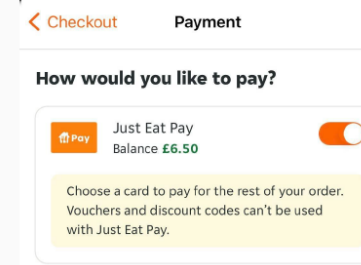 Checkout Payment
How would you like to pay?
Pay
Just Eat Pay
Balance £6.50
Choose a card to pay for the rest of your order.
Vouchers and discount codes can't be used
with Just Eat Pay.